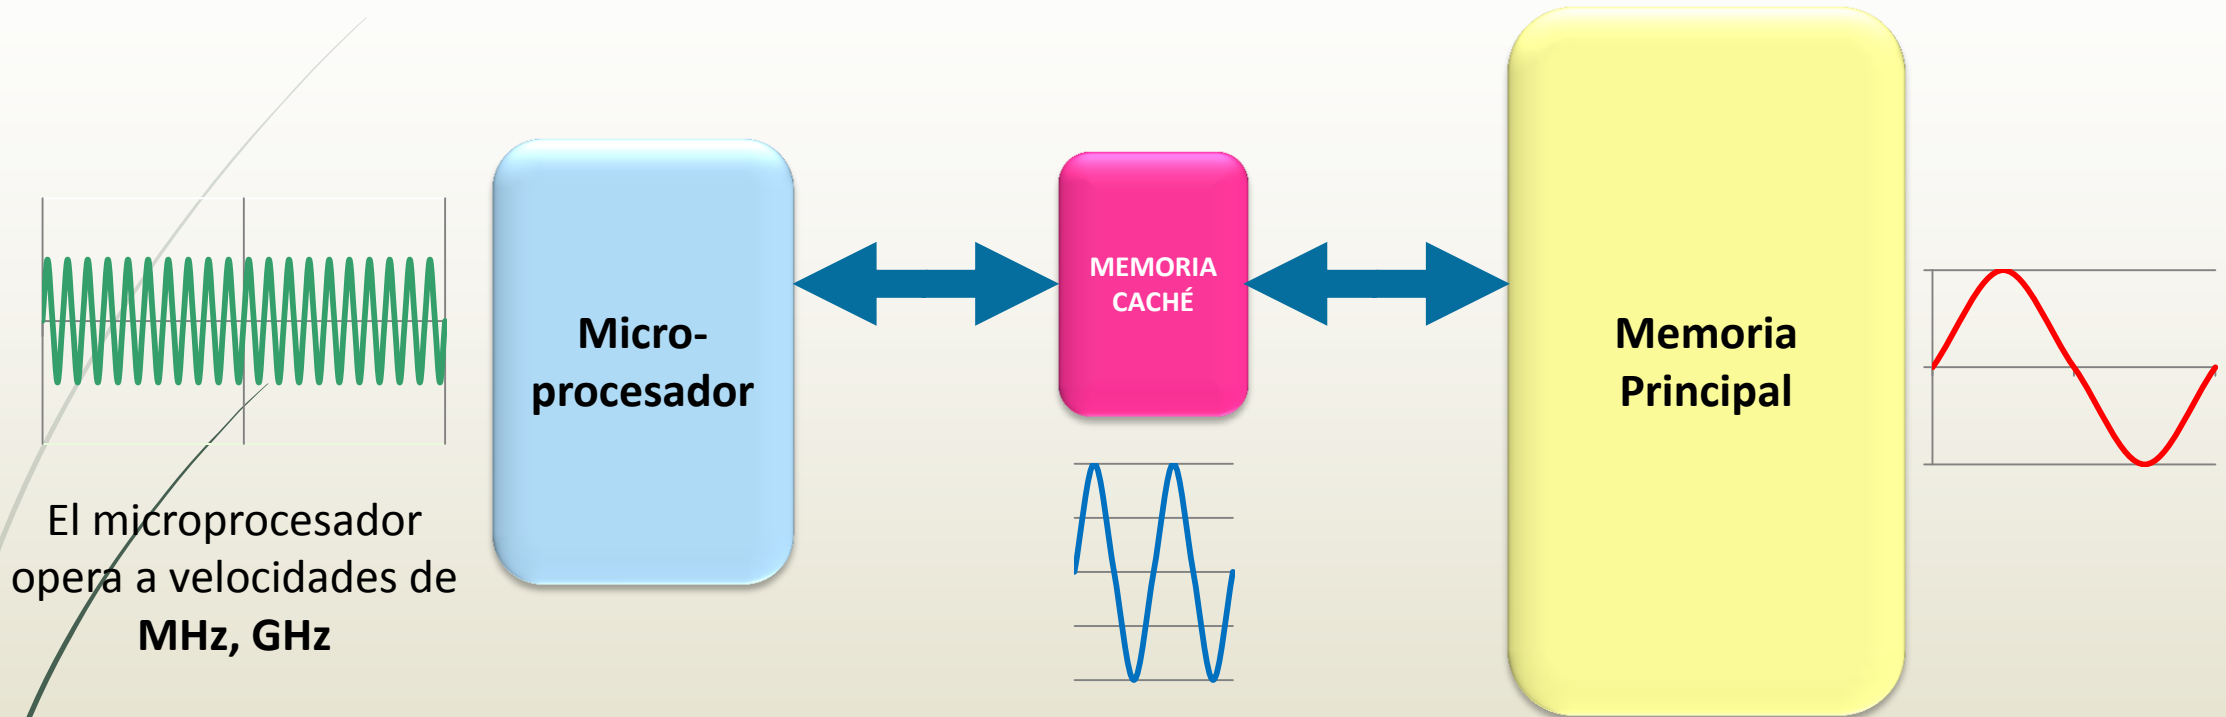 El microprocesador
opera a velocidades de
MHz, GHz
Micro-
procesador
MEMORIA
CACHÉ
Memoria
Principal